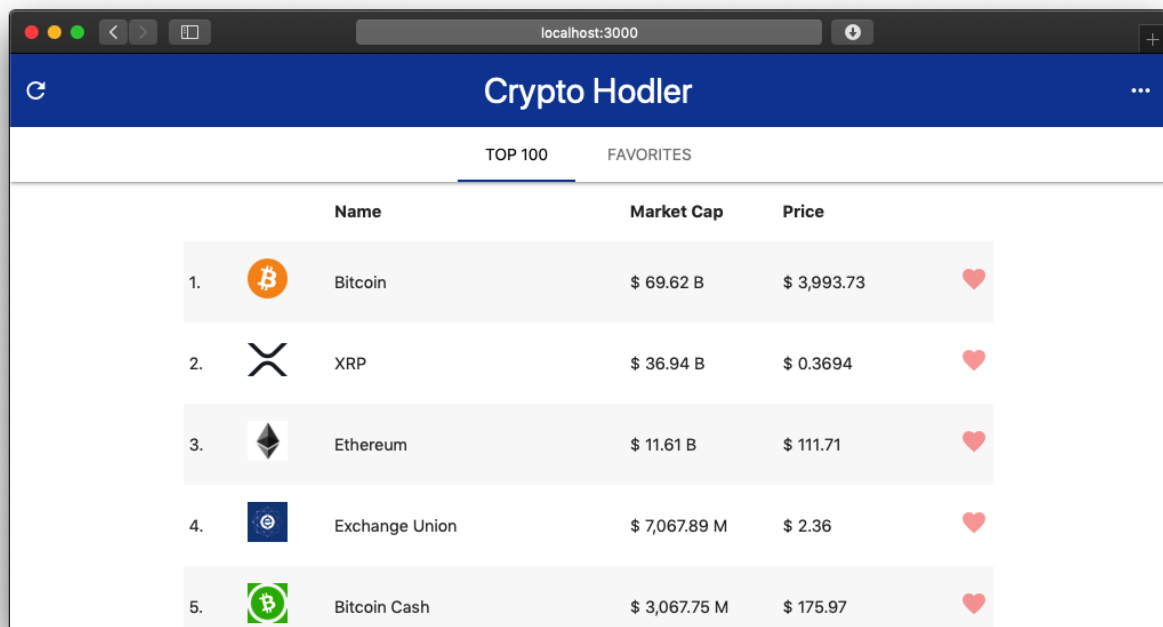 localhost:3000
Crypto Hodler
TOP 100 FAVORITES
Name Market Cap Price
1. Bitcoin $ 69.62 B $ 3,993.73
2. XRP $ 36.94 B $ 0.3694
3. Ethereum $ 11.61 B $ 111.71
4. Exchange Union $ 7,067.89 M $ 2.36
5. Bitcoin Cash $ 3,067.75 M $ 175.97